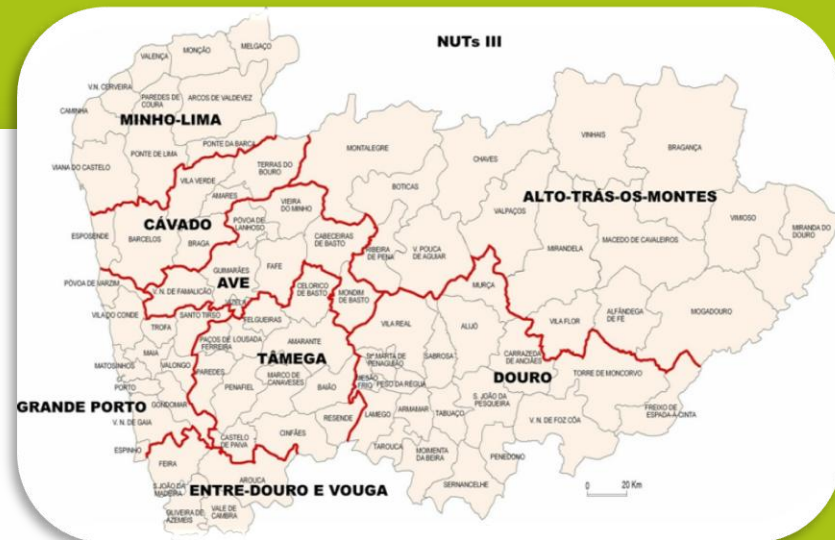 NUTs III
MELGAÇO
MONÇÃO
VALENÇA
V.N. CERVEIRA
PAREDES DE
COURA
ARCOS DE VALDEVEZ
CAMINHA
MINHO-LIMA
PONTE DA BARCA
PONTE DE LIMA
VIANA DO CASTELO
TERRAS DO
BOURO
VILA VERDE
AMARES
MONTALEGRE
CHAVES
VINHAIS
BRAGANÇA
BOTICAS
ALTO-TRÁS-OS-MONTES
VALPAÇOS
VIMIOSO
MIRANDA DO
DOURO
MACEDO DE CAVALEIROS
MIRANDELA
V. POUCA
DE AGUIAR
RIBEIRA
DE PENA
VIEIRA
DO MINHO
PÓVOA DE
LANHOSO
CABECEIRAS
DE BASTO
CÁVADO
ESPOSENDE
BARCELOS
BRAGA
GUIMARÃES
FAFE
AVE
CELORICO
DE BASTO
MONDIM
DE BASTO
PÓVOA DE VARZIM
V. N. DE FAMALICÃO
MURÇA
MOGADOURO
ALFÂNDEGA
DE FÉ
VILA FLOR
VILA DO CONDE
SANTO TIRSO
TROFA
FELGUEIRAS
PAÇOS DE
FERREIRA
LOUSADA
AMARANTE
VILA REAL
ALIJÓ
SABROSA
CARRAZEDA
DE ANCIÃES
TORRE DE MONCORVO
Stª MARTA DE
PENAGUIÃO
MAIA
MATOSINHOS
VALONGO
PAREDES
TÂMEGA
PENAFIEL
MARCO DE
CANAVESES
BAIÃO
MESÃO
FRIO
PESO DA RÉGUA
DOURO
PORTO
GONDOMAR
GRANDE PORTO
V. N. DE GAIA
RESENDE
LAMEGO
ARMAMAR
TABUAÇO
S. JOÃO DA
PESQUEIRA
V. N. DE FOZ CÔA
FREIXO DE
ESPADA-À-CINTA
ESPINHO
CASTELO
DE PAIVA
CINFÃES
TAROUCA
MOIMENTA
DA BEIRA
PENEDONO
SERNANCELHE
FEIRA
AROUCA
S. JOÃO DA
MADEIRA
ENTRE-DOURO E VOUGA
OLIVEIRA DE
AZEMEIS
VALE DE
CAMBRA
0 20 Km